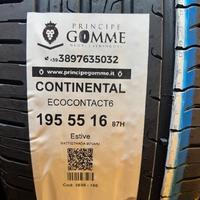 PRINCIPE
GOMME
+39 3897635032
www.principegomme.it
CONTINENTAL
ECOCONTACT6
195 55 16 87H
Estive